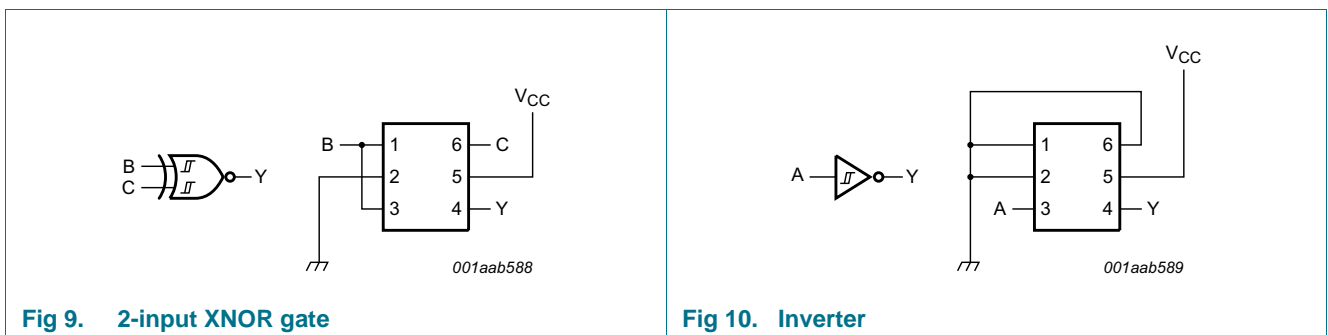 B
C
Y
B
1
2
3
6
5
4
C
Y
VCC
001aab588
Fig 9. 2-input XNOR gate
A
Y
A
1
2
3
6
5
4
Y
VCC
001aab589
Fig 10. Inverter